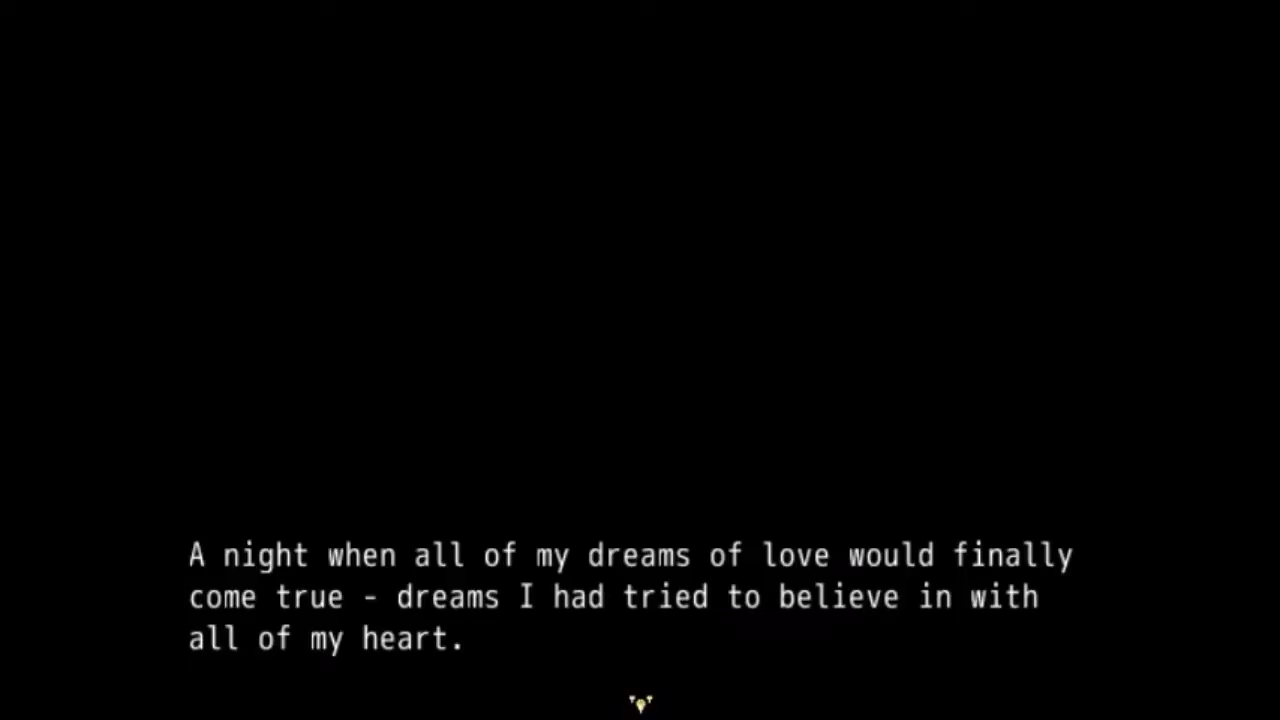 A night when all of my dreams of love would finally
come true - dreams I had tried to believe in with
all of my heart.